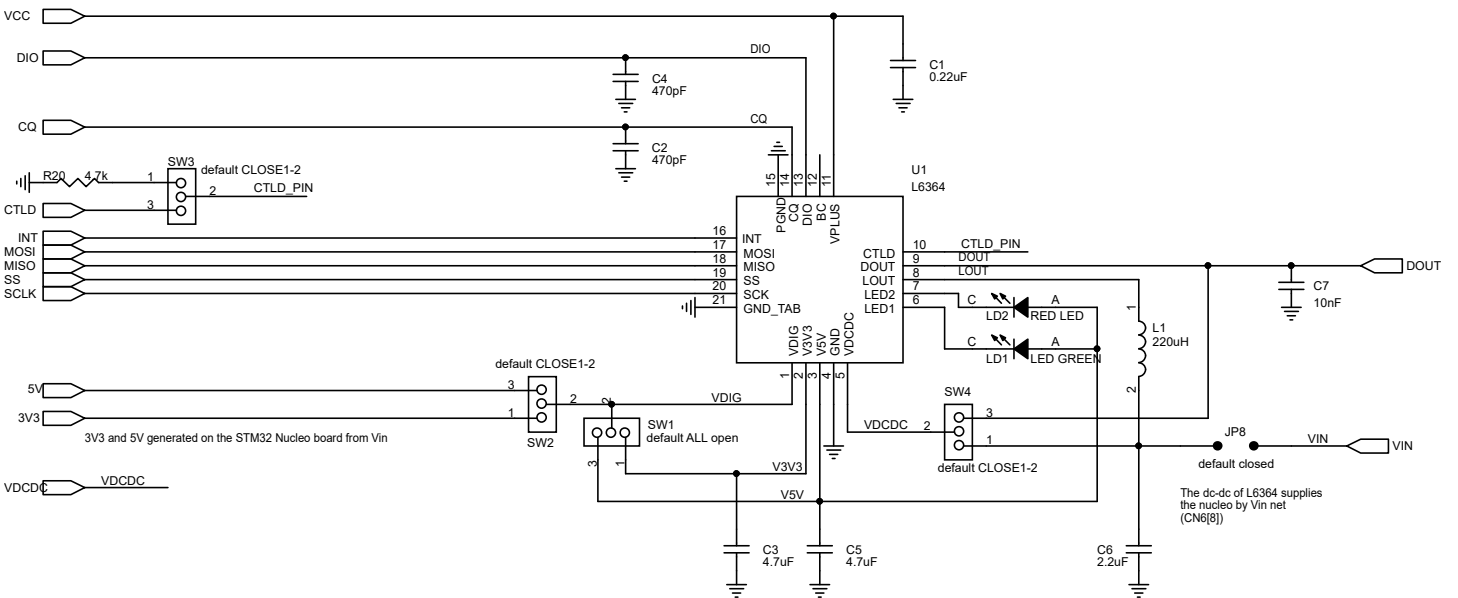 VCC
DIO
DIO
C4
470pF
C1
0.22uF
CQ
CQ
C2
470pF
SW3
default CLOSE1-2
R20 4.7k
1
2
CTLD_PIN
3
CTLD
U1
L6364
15
14
13
12
11
PGND
CQ
DIO
BC
VPLUS
INT
16
INT
MOSI
17
MOSI
MISO
18
MISO
SS
19
SS
SCLK
20
SCK
21
GND_TAB
CTLD
10
CTLD_PIN
DOUT
9
DOUT
DOUT
LOUT
8
LOUT
LED2
7
LED1
6
C
A
LD2
RED LED
C
A
LD1
LED GREEN
C7
10nF
1
L1
220uH
2
VDIG
V3V3
V5V
GND
VDCDC
1
2
3
4
5
default CLOSE1-2
5V
3
2
VDIG
3V3
1
SW2
2
SW1
default ALL open
3
1
3V3 and 5V generated on the STM32 Nucleo board from Vin
SW4
3
VDCDC
2
1
default CLOSE1-2
JP8
default closed
VIN
VIN
V3V3
VDCDC
VDCDC
V5V
The dc-dc of L6364 supplies
the nucleo by Vin net
(CN6[8])
C3
4.7uF
C5
4.7uF
C6
2.2uF